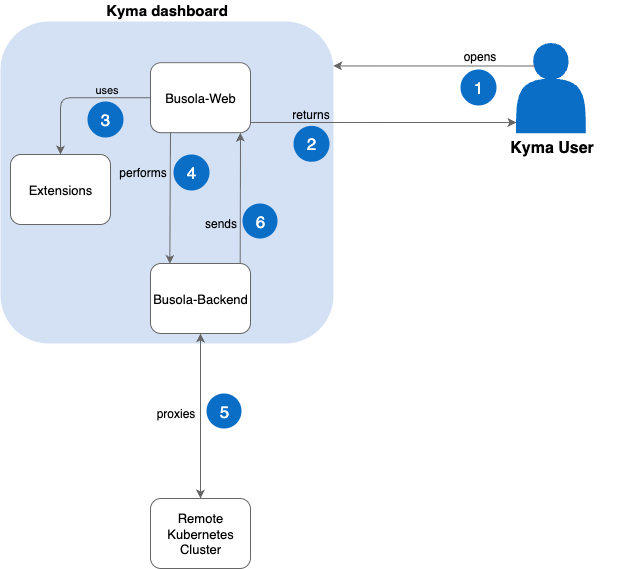 Kyma dashboard
opens
1
Kyma User
Busola-Web
uses
3
returns
2
Extensions
performs
4
sends
6
Busola-Backend
proxies
5
Remote
Kubernetes
Cluster